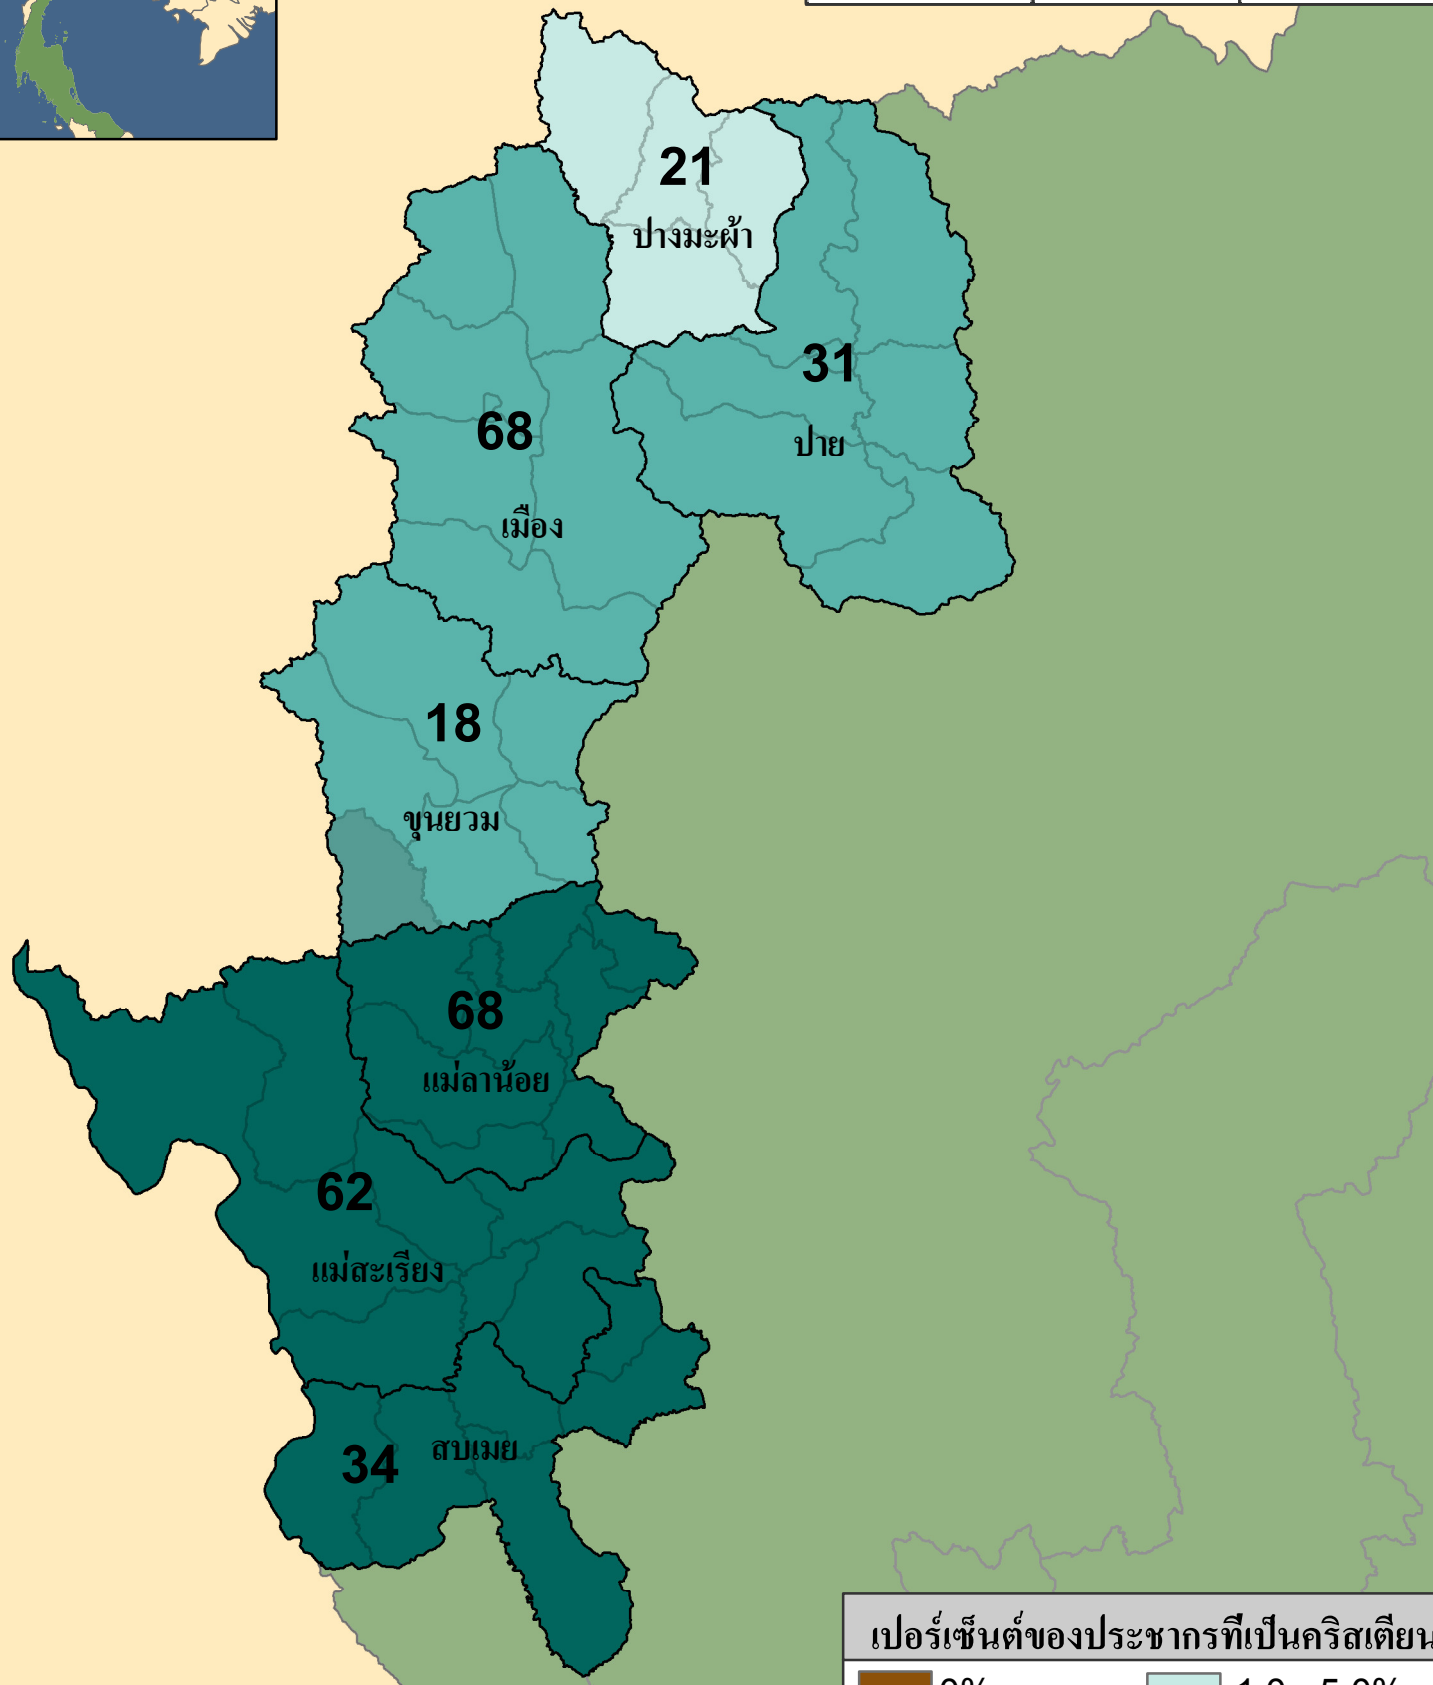 21
ปางมะผ้า
31
ปาย
68
เมือง
18
ขุนยวม
68
แม่ลาน้อย
62
แม่สะเรียง
34 สบเมย
เปอร์เซ็นต์ของประชากรที่เป็นคริสเตียน